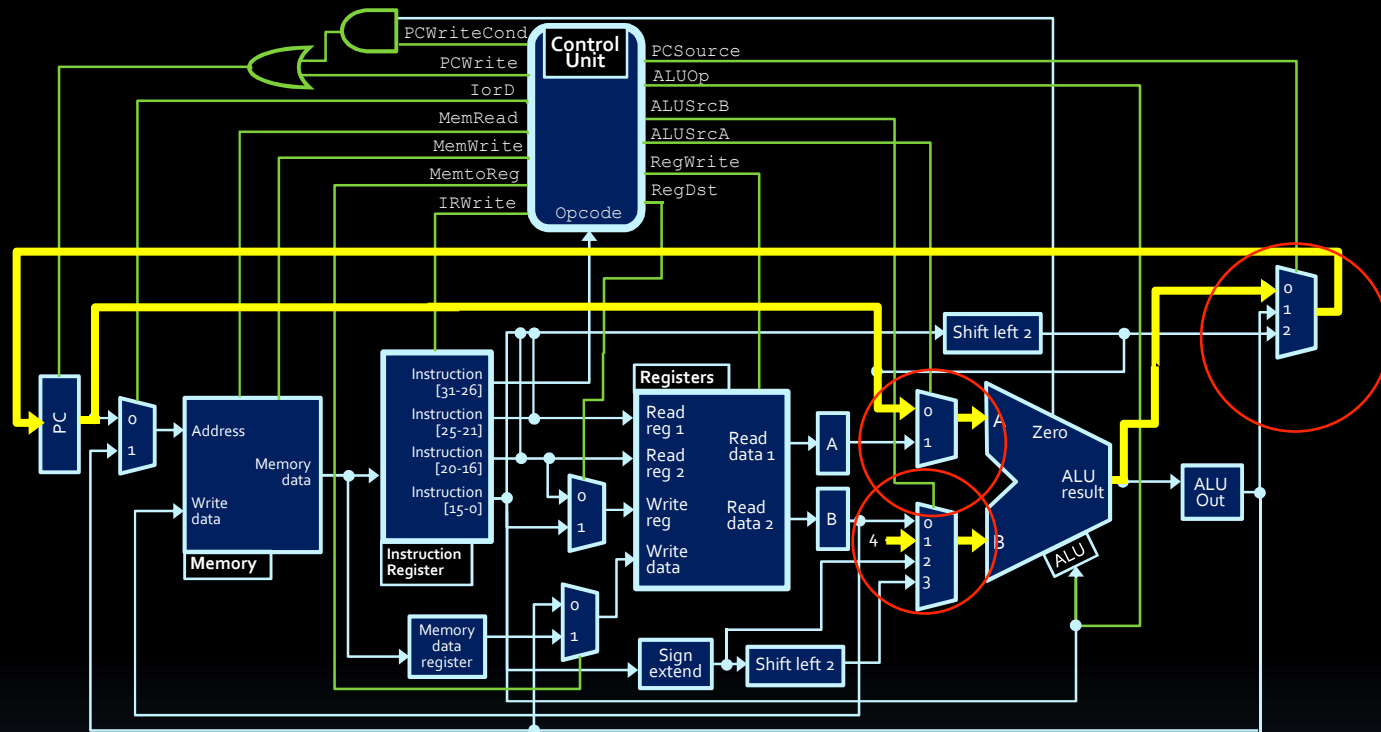 PCWriteCond
PCWrite
IorD
MemRead
MemWrite
MemtoReg
IRWrite
Control
Unit
Opcode
PCSource
ALUOp
ALUSrcB
ALUSrcA
RegWrite
RegDst
0
1
2
Shift left 2
PC
0
1
Address
Memory
data
Write
data
Memory
Instruction
[31-26]
Instruction
[25-21]
Instruction
[20-16]
Instruction
[15-0]
Instruction
Register
0
1
Registers
Read
reg 1
Read
reg 2
Write
reg
Write
data
Read
data 1
Read
data 2
A
B
0
1
4
0
1
2
3
A
B
Zero
ALU
result
ALU
ALU
Out
Memory
data
register
0
1
Sign
extend
Shift left 2